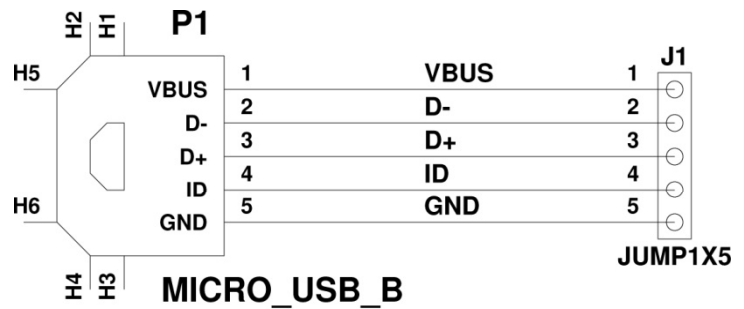 H2 H1 P1
J1
H5 1 VBUS 1
VBUS
2 D- 2
D-
3 D+ 3
D+
4 ID 4
ID
5 GND 5
H6 GND
H4 H3
JUMP1X5
MICRO_USB_B